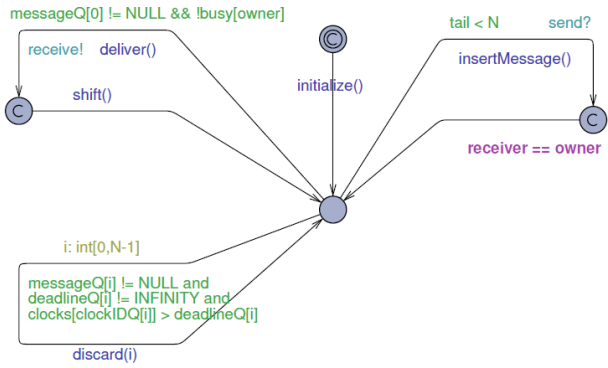 messageQ[0] != NULL && !busy[owner]
receive! deliver()
C
shift()
C
initialize()
tail < N send?
insertMessage()
C
receiver == owner
i: int[0,N-1]
messageQ[i] != NULL and
deadlineQ[i] != INFINITY and
clocks[clockIDQ[i]] > deadlineQ[i]
discard(i)